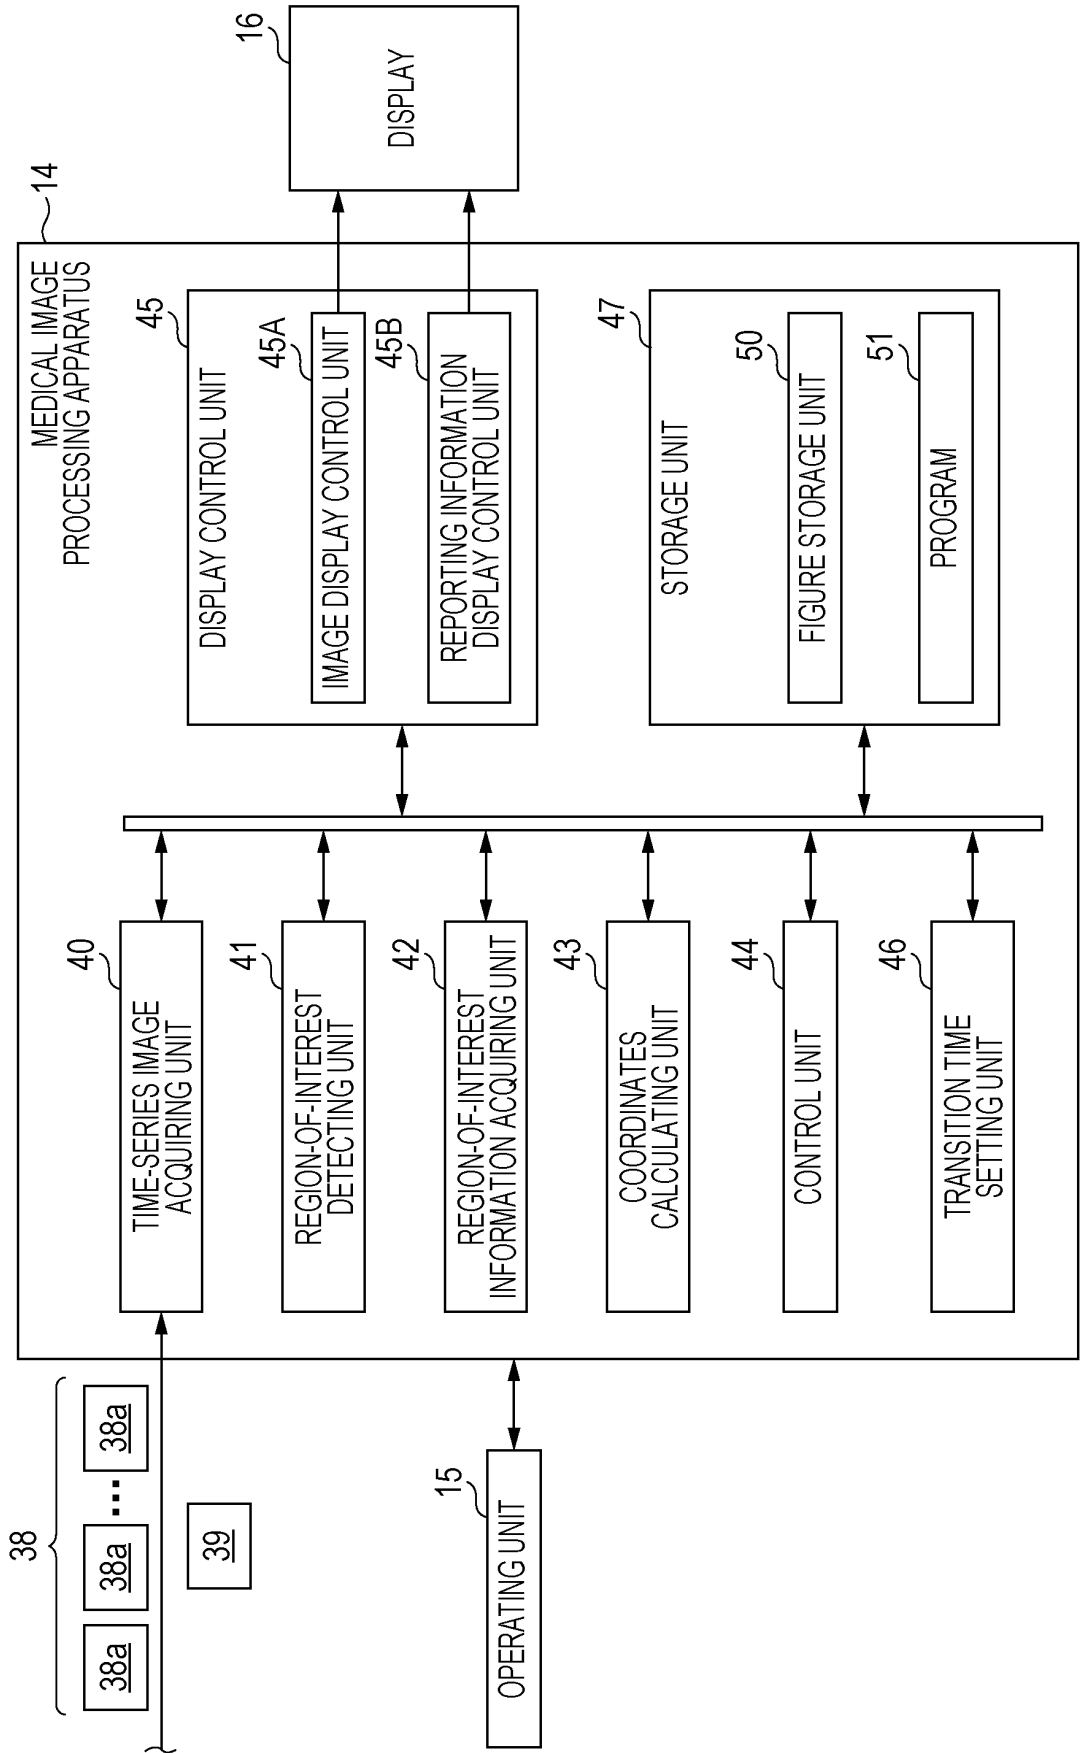 38
38a
38a
...
38a
39
15
OPERATING UNIT
14
MEDICAL IMAGE
PROCESSING APPARATUS
40
TIME-SERIES IMAGE
ACQUIRING UNIT
41
REGION-OF-INTEREST
DETECTING UNIT
42
REGION-OF-INTEREST
INFORMATION ACQUIRING UNIT
43
COORDINATES
CALCULATING UNIT
44
CONTROL UNIT
46
TRANSITION TIME
SETTING UNIT
45
DISPLAY CONTROL UNIT
45A
IMAGE DISPLAY CONTROL UNIT
45B
REPORTING INFORMATION
DISPLAY CONTROL UNIT
47
STORAGE UNIT
50
FIGURE STORAGE UNIT
51
PROGRAM
16
DISPLAY